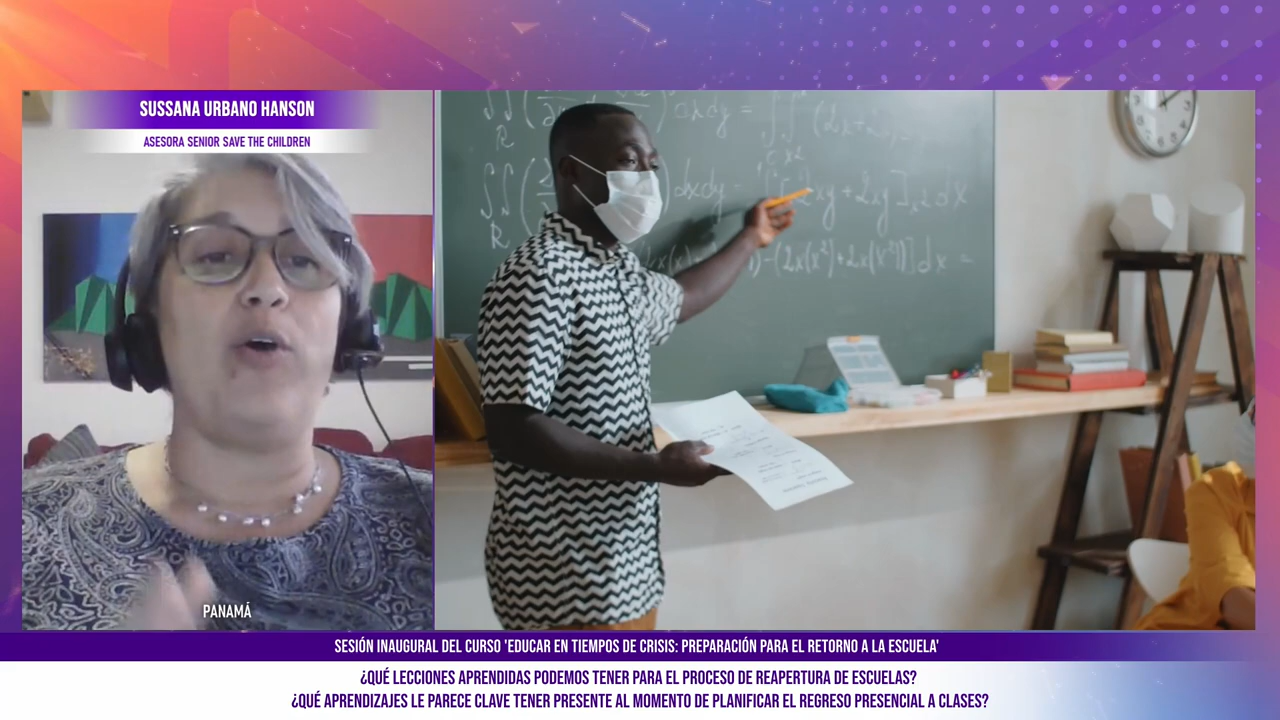 SUSSANA URBANO HANSON
ASESORA SENIOR SAVE THE CHILDREN
PANAMÁ
SESIÓN INAUGURAL DEL CURSO 'EDUCAR EN TIEMPOS DE CRISIS: PREPARACIÓN PARA EL RETORNO A LA ESCUELA'
¿QUÉ LECCIONES APRENDIDAS PODEMOS TENER PARA EL PROCESO DE REAPERTURA DE ESCUELAS?
¿QUÉ APRENDIZAJES LE PARECE CLAVE TENER PRESENTE AL MOMENTO DE PLANIFICAR EL REGRESO PRESENCIAL A CLASES?